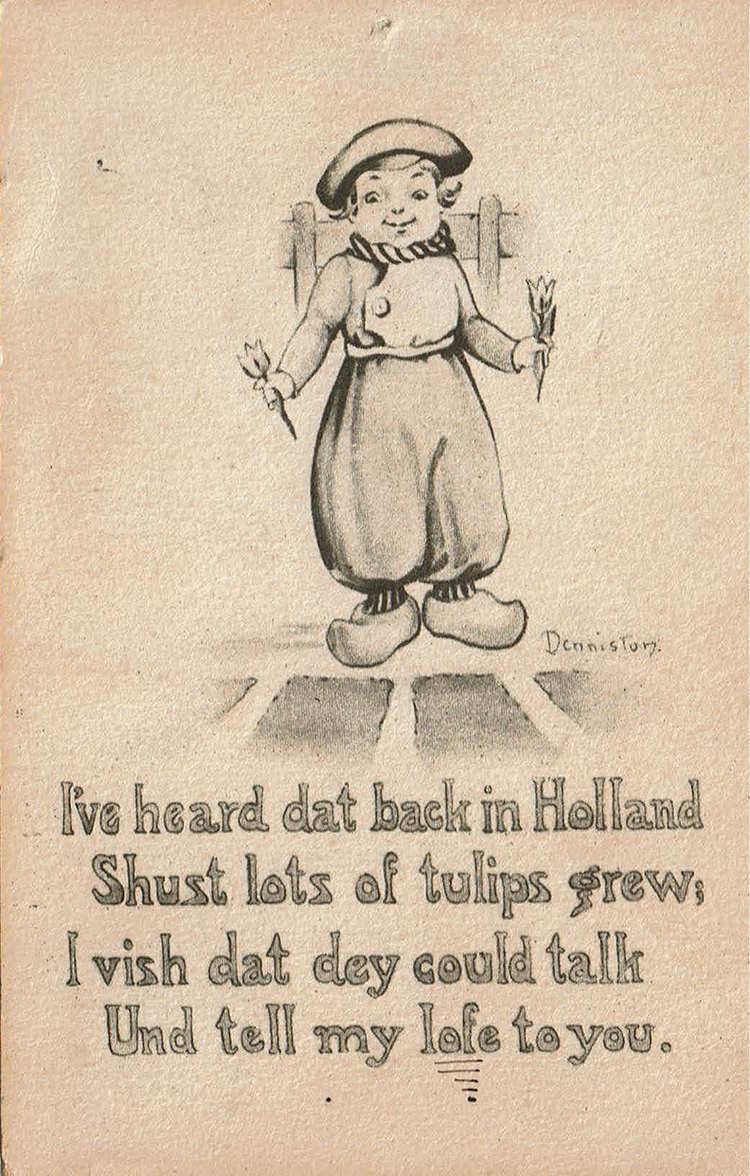 Denniston.
I've heard dat back in Holland
Shust lots of tulips grew;
I vish dat dey could talk
Und tell my lofe to you.